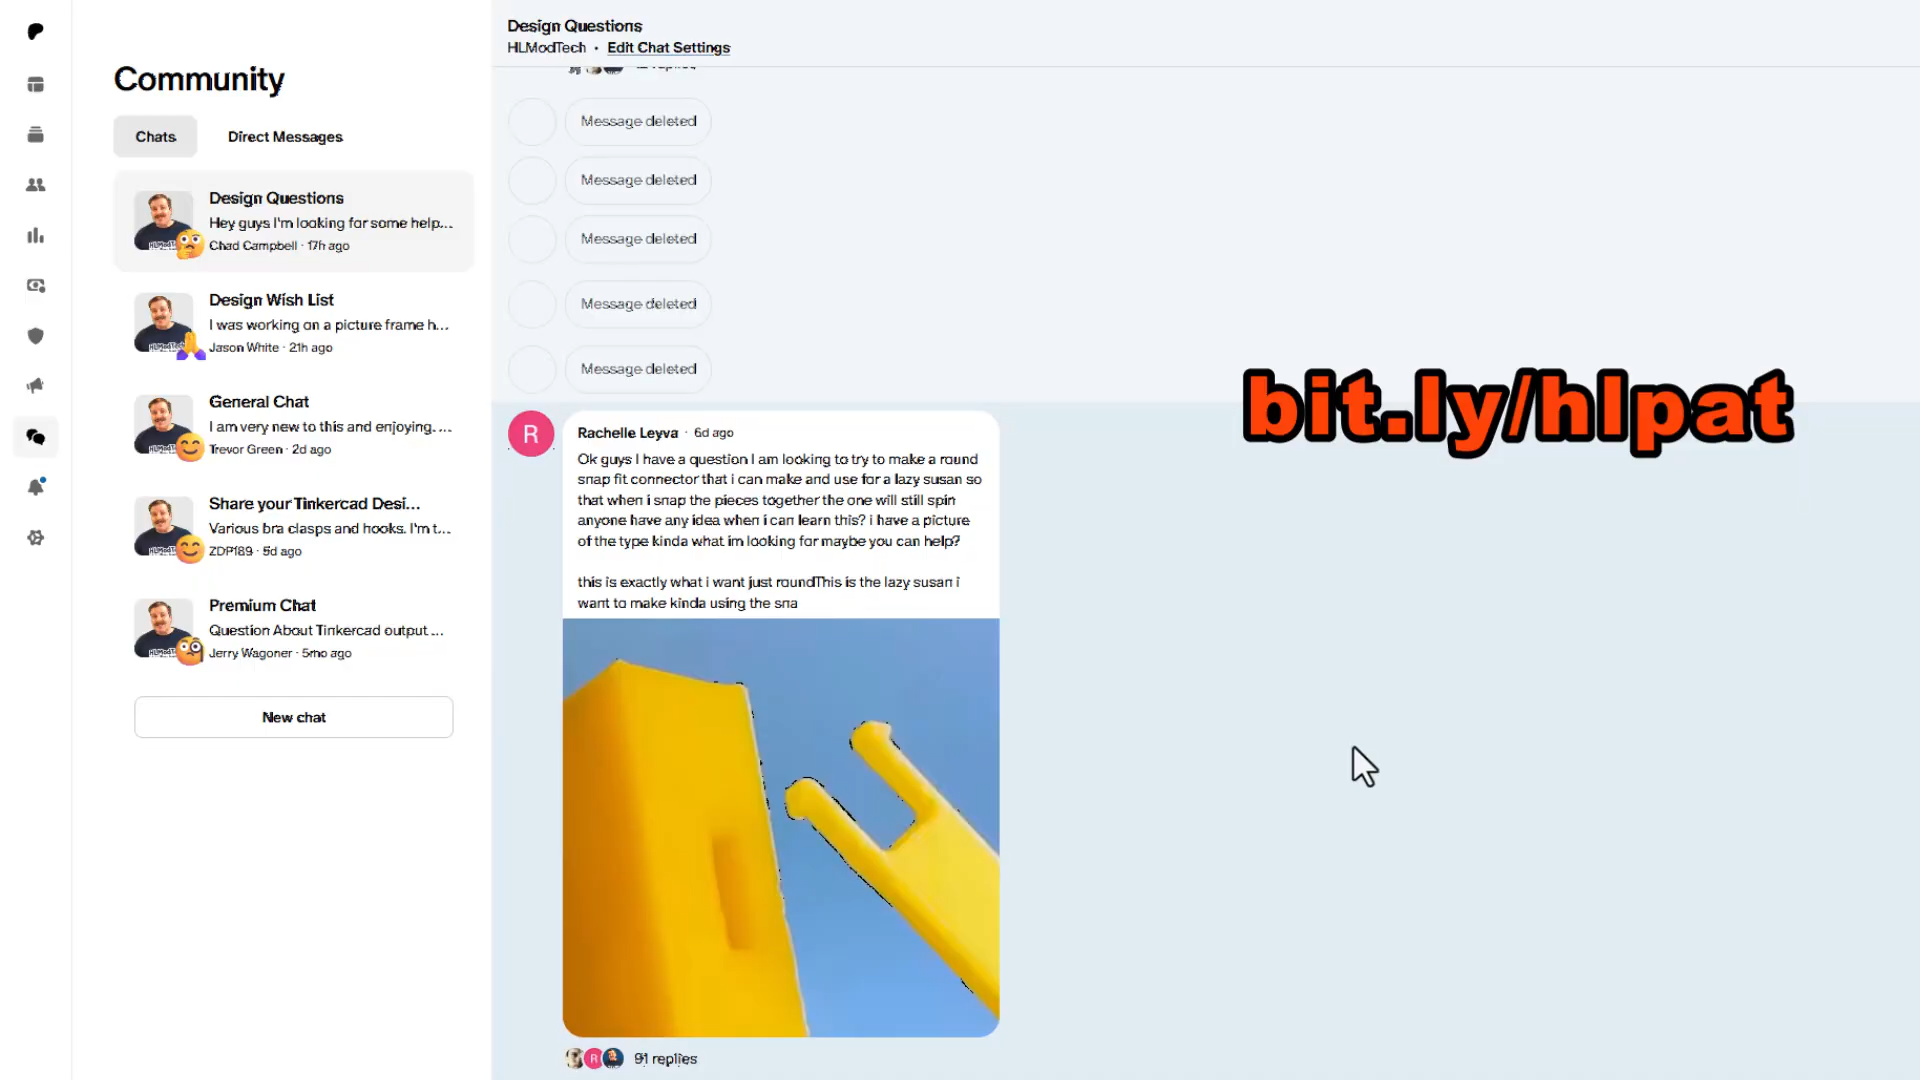 Community
Chats
Direct Messages
Design Questions
Hey guys I'm looking for some help...
Chad Campbell · 17h ago
Design Wish List
I was working on a picture frame h...
Jason White · 21h ago
General Chat
I am very new to this and enjoying. ...
Trevor Green · 2d ago
Share your Tinkercad Desi...
Various bra clasps and hooks. I'm t...
ZDP189 · 5d ago
Premium Chat
Question About Tinkercad output ...
Jerry Wagoner · 5mo ago
New chat
Design Questions
HLModTech · Edit Chat Settings
Message deleted
Message deleted
Message deleted
Message deleted
Message deleted
R
Rachelle Leyva · 6d ago
Ok guys I have a question I am looking to try to make a round
snap fit connector that i can make and use for a lazy susan so
that when i snap the pieces together the one will still spin
anyone have any idea when i can learn this? i have a picture
of the type kinda what im looking for maybe you can help?
this is exactly what i want just roundThis is the lazy susan i
want to make kinda using the sna
R
91 replies
bit.ly/hlpat